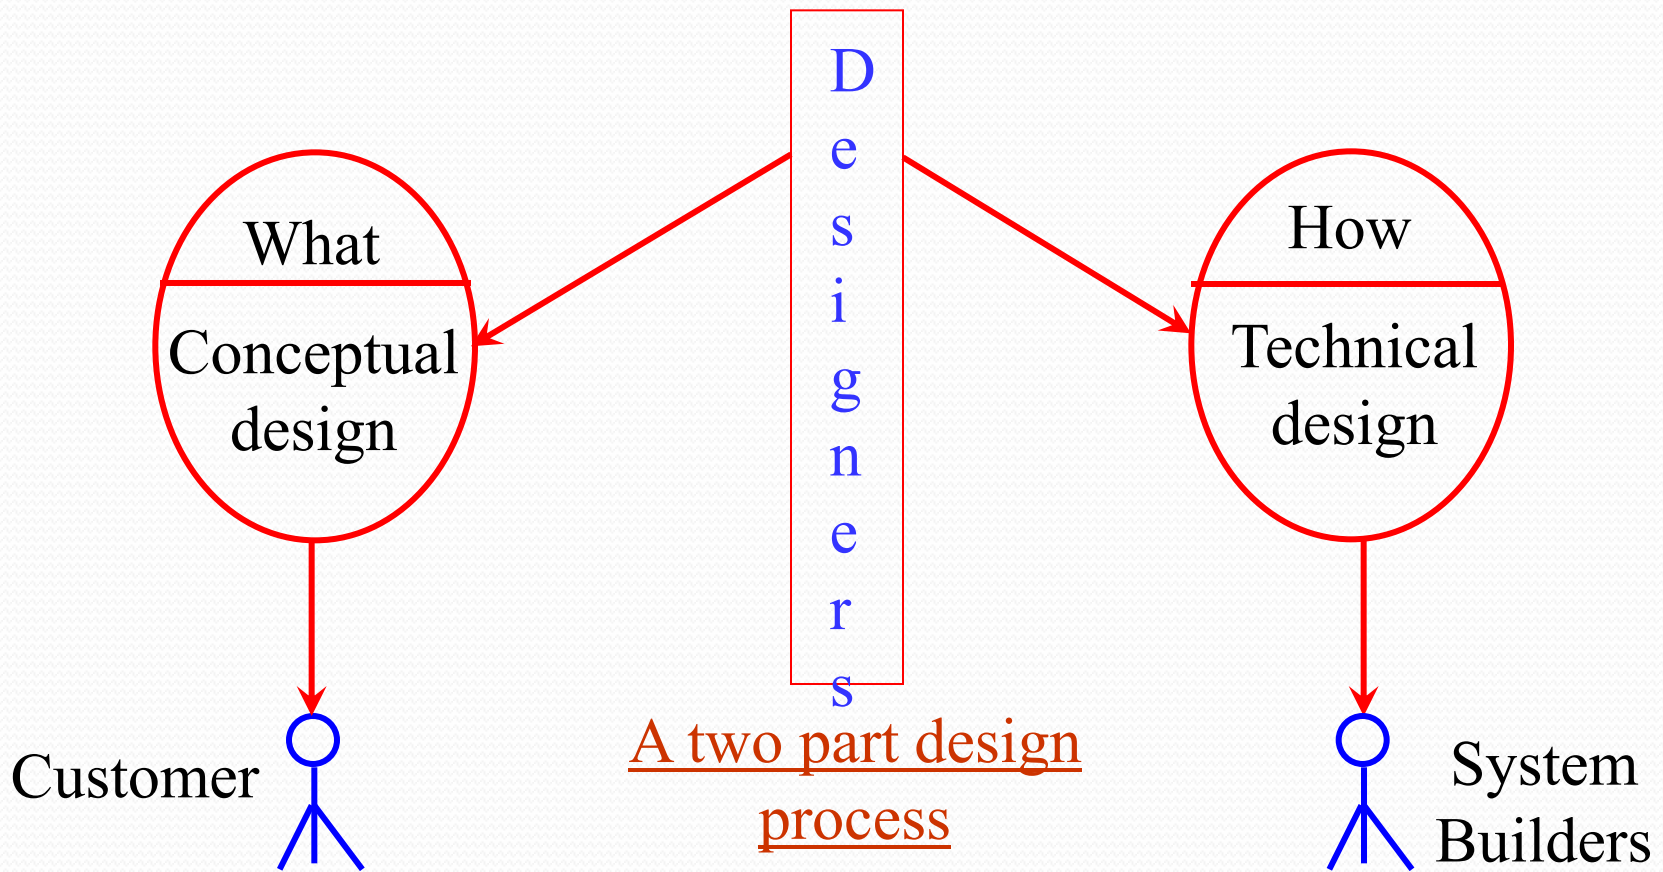 What
Conceptual
design
Customer
D
e
s
i
g
n
e
r
s
A two part design
process
How
Technical
design
System
Builders